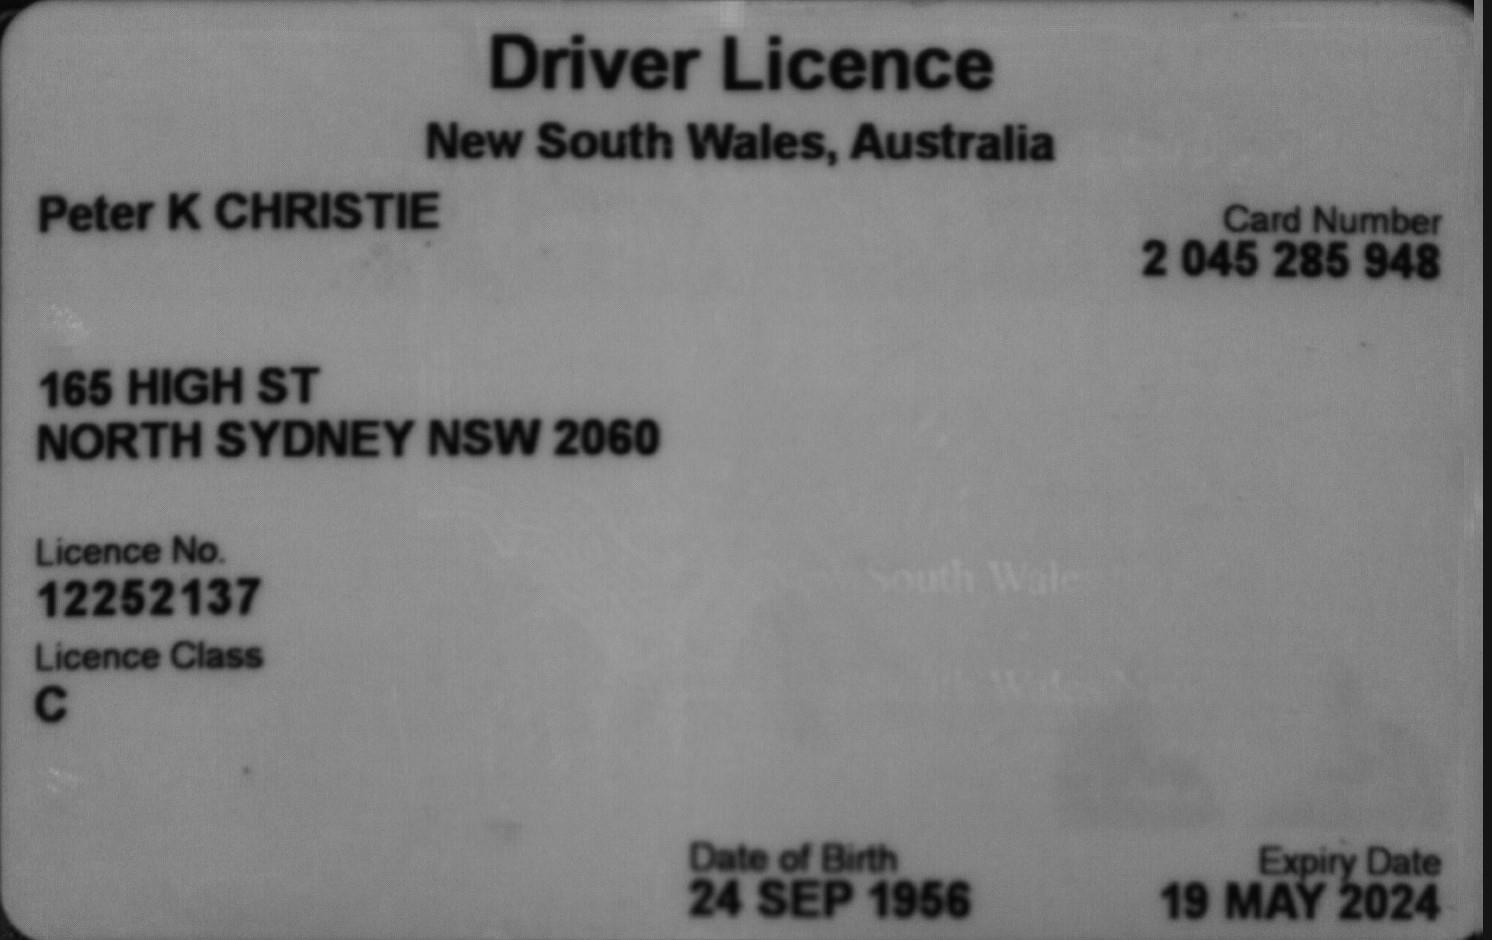 Driver Licence
New South Wales, Australia
Peter K CHRISTIE
Card Number
2 045 285 948
165 HIGH ST
NORTH SYDNEY NSW 2060
Licence No.
12252137
South Wales
Licence Class
C
Wales
Date of Birth
24 SEP 1956
Expiry Date
19 MAY 2024